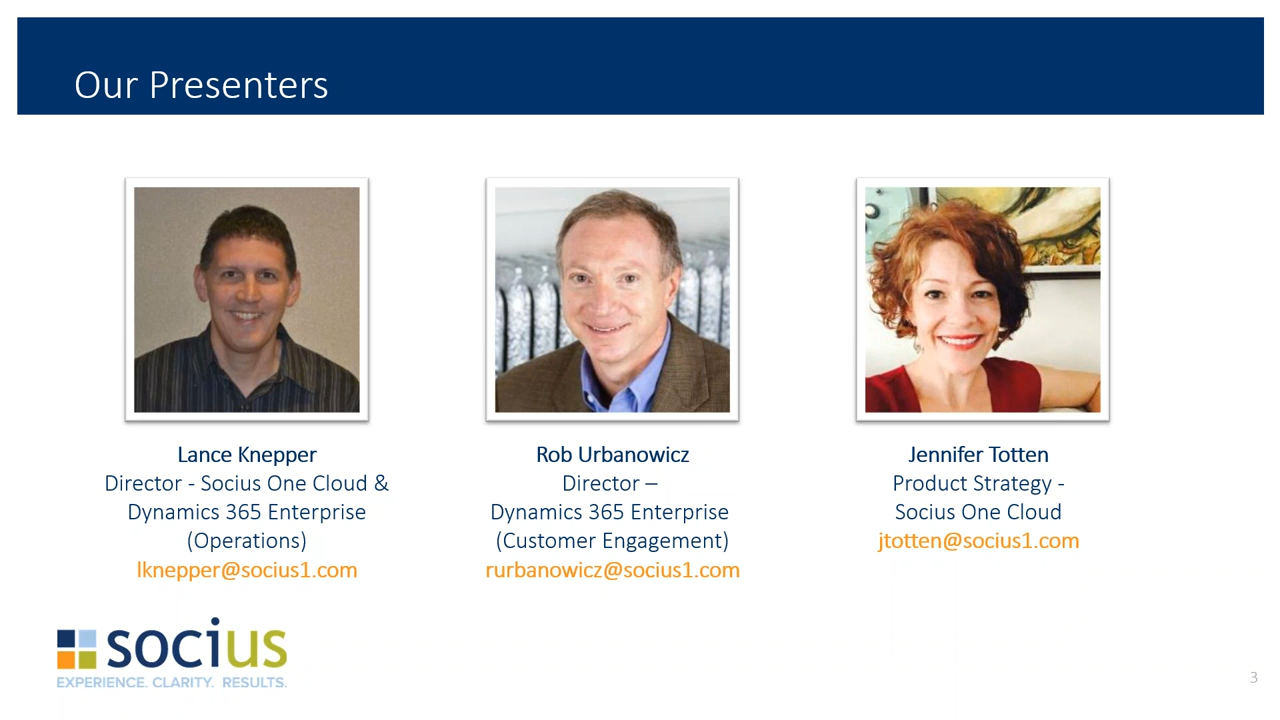 Our Presenters
Lance Knepper
Director - Socius One Cloud &
Dynamics 365 Enterprise
(Operations)
lknepper@socius1.com
Rob Urbanowicz
Director –
Dynamics 365 Enterprise
(Customer Engagement)
rurbanowicz@socius1.com
Jennifer Totten
Product Strategy -
Socius One Cloud
jtotten@socius1.com
socius
EXPERIENCE. CLARITY. RESULTS.
3